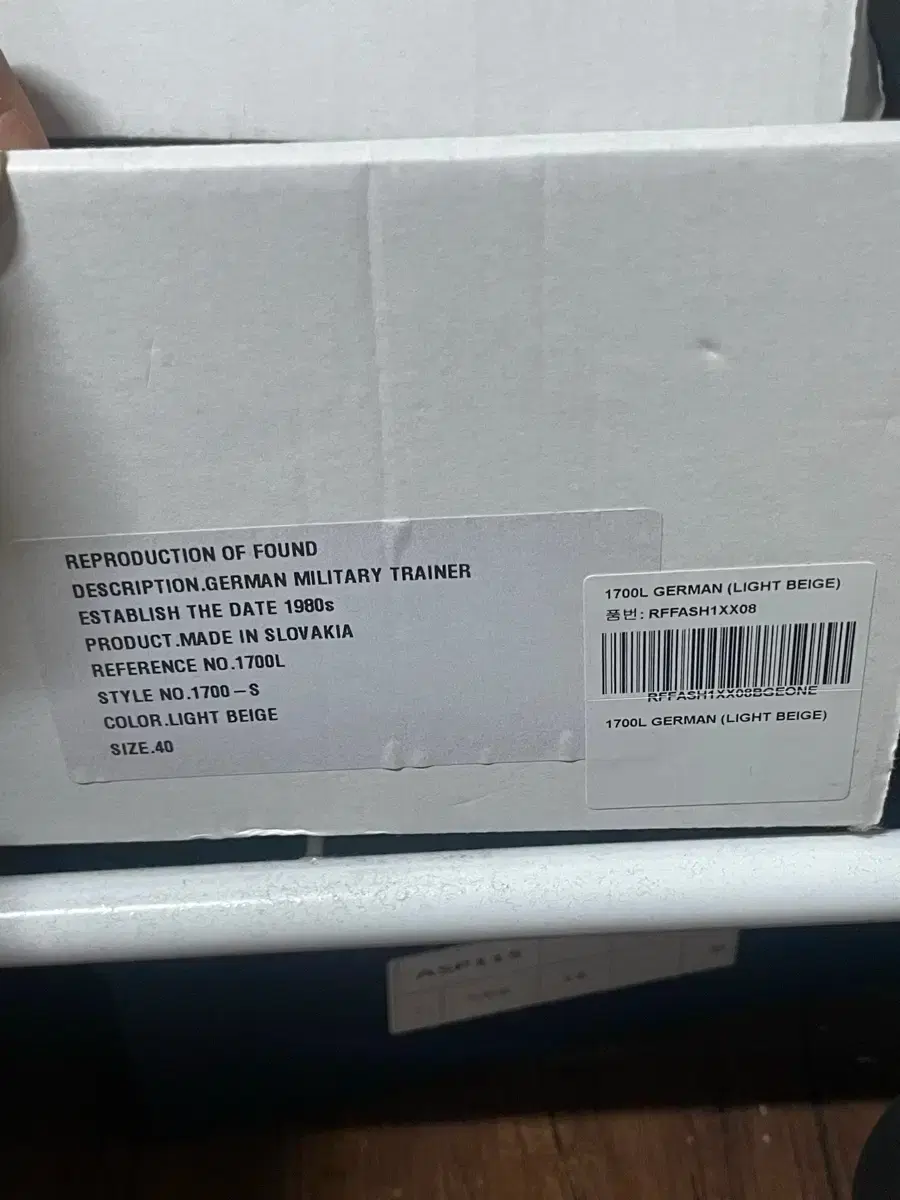 REPRODUCTION OF FOUND
DESCRIPTION.GERMAN MILITARY TRAINER
ESTABLISH THE DATE 1980s
PRODUCT.MADE IN SLOVAKIA
REFERENCE NO.1700L
STYLE NO.1700-S
COLOR.LIGHT BEIGE
SIZE.40
1700L GERMAN (LIGHT BEIGE)
품번: RFFASH1XX08
RFFASH1XX08BGEONE
1700L GERMAN (LIGHT BEIGE)